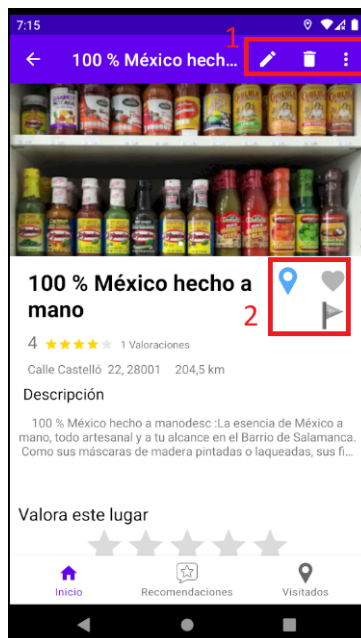 7:15
1
100 % México hech...
100 % México hecho a
mano
2
4 1 Valoraciones
Calle Castelló 22, 28001 204,5 km
Descripción
100 % México hecho a manodesc :La esencia de México a
mano, todo artesanal y a tu alcance en el Barrio de Salamanca.
Como sus máscaras de madera pintadas o laqueadas, sus fi...
Valora este lugar
Inicio
Recomendaciones
Visitados